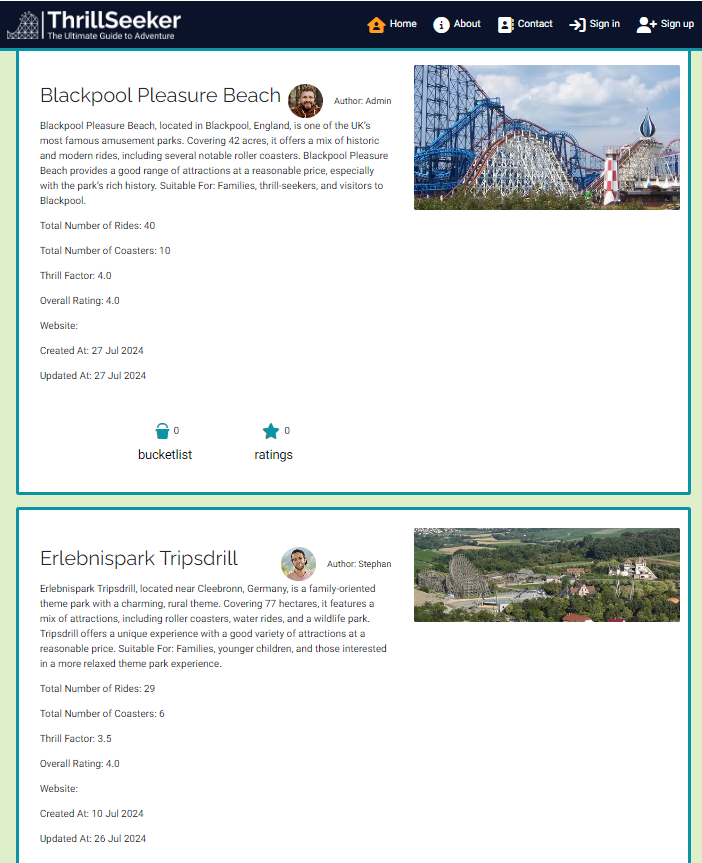 ThrillSeeker
The Ultimate Guide to Adventure
Home
About
Contact
Sign in
Sign up
Blackpool Pleasure Beach
Author: Admin
Blackpool Pleasure Beach, located in Blackpool, England, is one of the UK's
most famous amusement parks. Covering 42 acres, it offers a mix of historic
and modern rides, including several notable roller coasters. Blackpool Pleasure
Beach provides a good range of attractions at a reasonable price, especially
with the park's rich history. Suitable For: Families, thrill-seekers, and visitors to
Blackpool.
Total Number of Rides: 40
Total Number of Coasters: 10
Thrill Factor: 4.0
Overall Rating: 4.0
Website:
Created At: 27 Jul 2024
Updated At: 27 Jul 2024
0
0
bucketlist
ratings
Erlebnispark Tripsdrill
Author: Stephan
Erlebnispark Tripsdrill, located near Cleebronn, Germany, is a family-oriented
theme park with a charming, rural theme. Covering 77 hectares, it features a
mix of attractions, including roller coasters, water rides, and a wildlife park.
Tripsdrill offers a unique experience with a good variety of attractions at a
reasonable price. Suitable For: Families, younger children, and those interested
in a more relaxed theme park experience.
Total Number of Rides: 29
Total Number of Coasters: 6
Thrill Factor: 3.5
Overall Rating: 4.0
Website:
Created At: 10 Jul 2024
Updated At: 26 Jul 2024